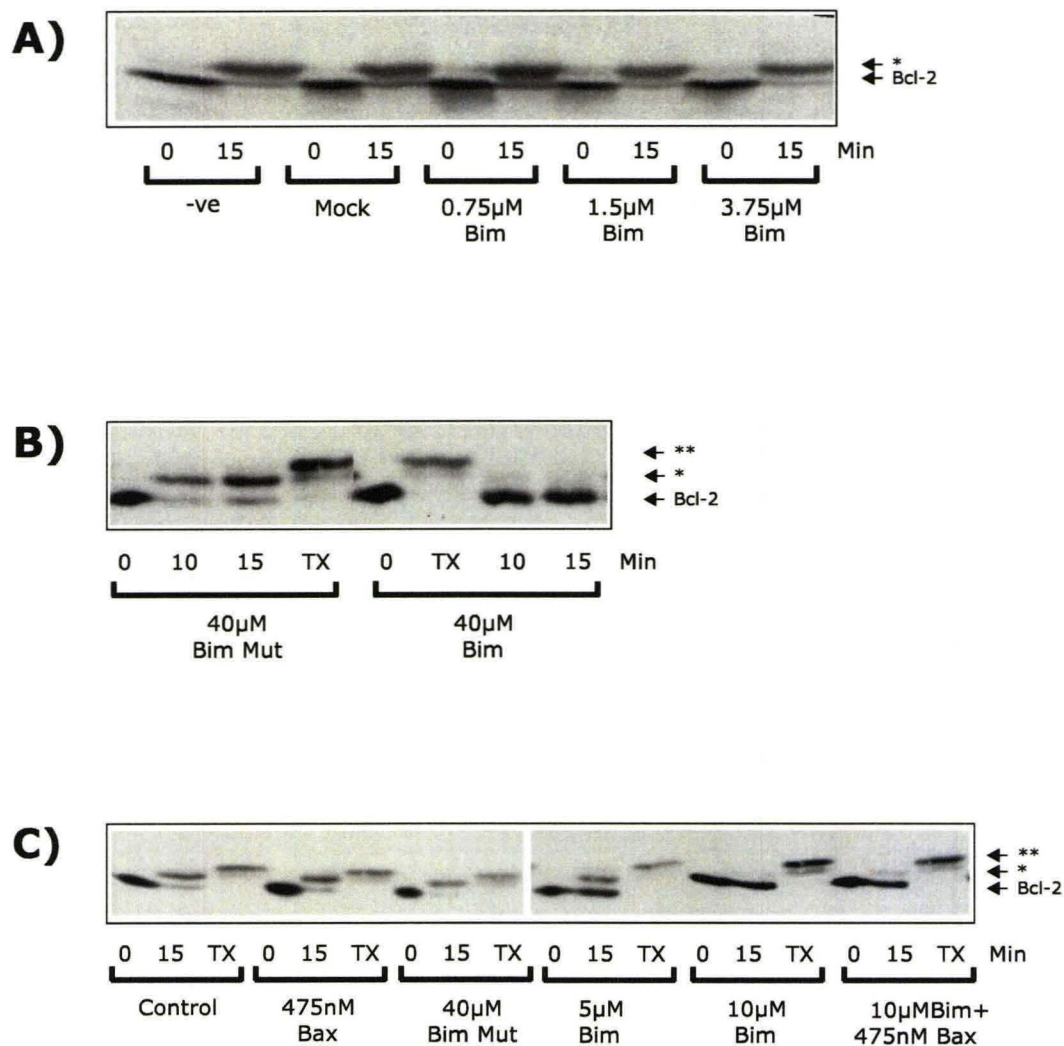 A)
*
Bcl-2
0 15 0 15 0 15 0 15 0 15 Min
-ve Mock 0.75µM Bim 1.5µM Bim 3.75µM Bim
B)
**
*
Bcl-2
0 10 15 TX 0 TX 10 15 Min
40µM Bim Mut 40µM Bim
C)
**
*
Bcl-2
0 15 TX 0 15 TX 0 15 TX 0 15 TX 0 15 TX 0 15 TX Min
Control 475nM Bax 40µM Bim Mut 5µM Bim 10µM Bim 10µMBim+ 475nM Bax